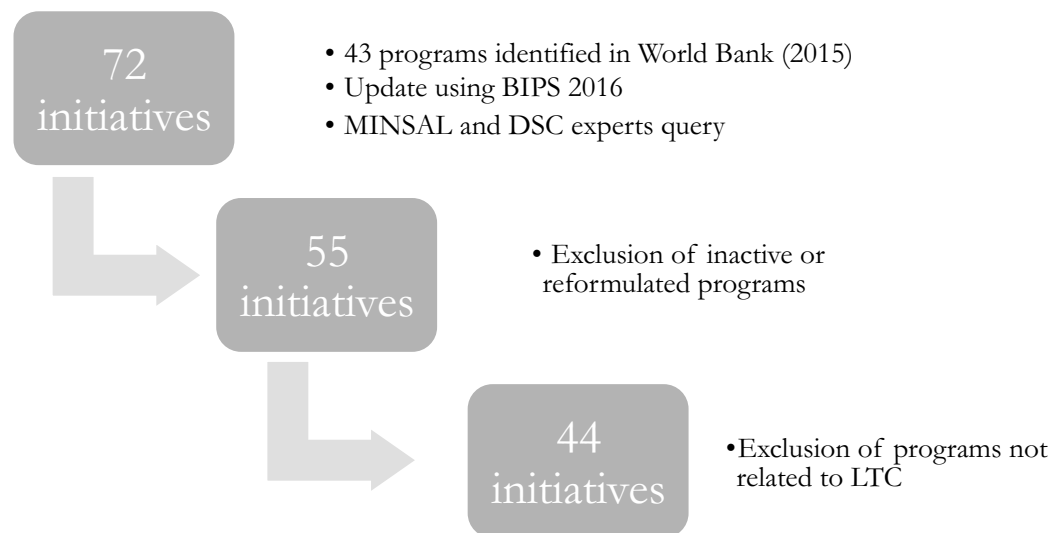 72
initiatives
• 43 programs identified in World Bank (2015)
• Update using BIPS 2016
• MINSAL and DSC experts query
55
initiatives
• Exclusion of inactive or
reformulated programs
44
initiatives
•Exclusion of programs not
related to LTC